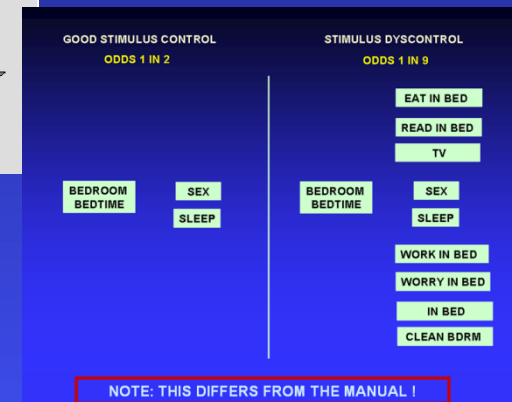 GOOD STIMULUS CONTROL
ODDS 1 IN 2
BEDROOM
BEDTIME
SEX
SLEEP
STIMULUS DYSCONTROL
ODDS 1 IN 9
EAT IN BED
READ IN BED
TV
BEDROOM
BEDTIME
SEX
SLEEP
WORK IN BED
WORRY IN BED
IN BED
CLEAN BDRM
NOTE: THIS DIFFERS FROM THE MANUAL !